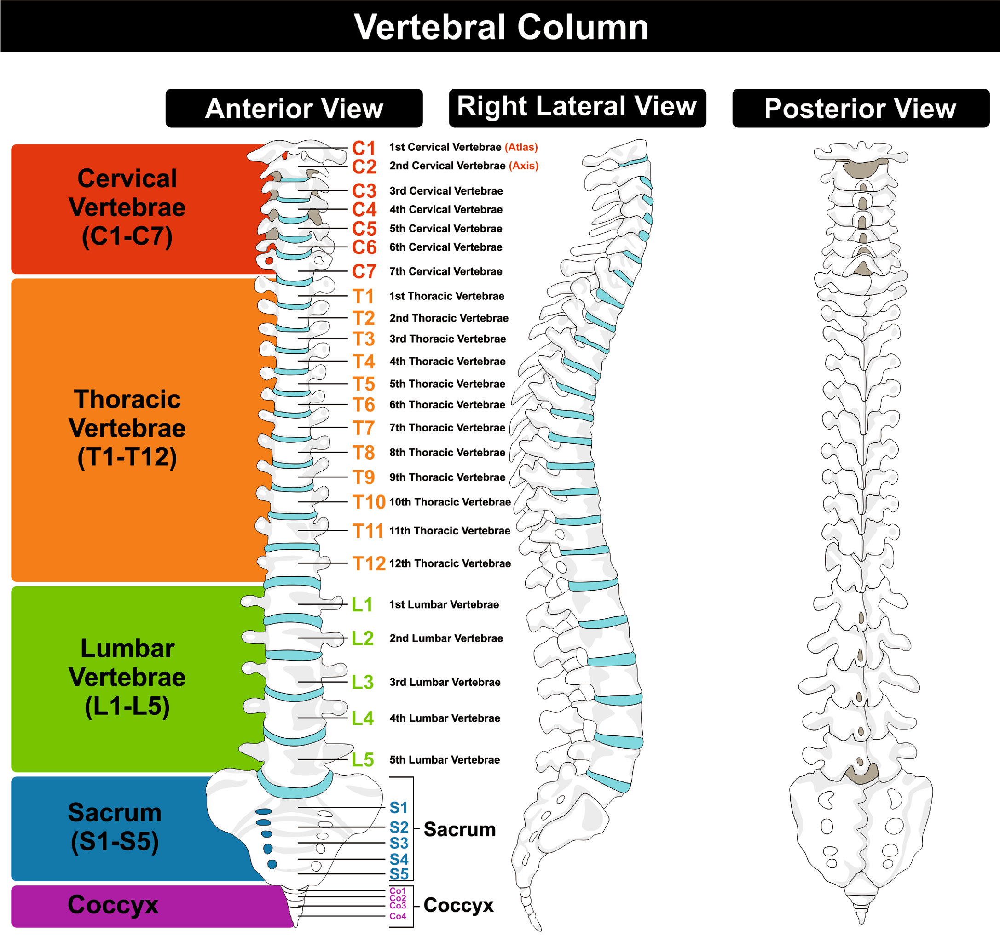 Vertebral Column
Anterior View
Right Lateral View
Posterior View
Cervical
Vertebrae
(C1-C7)
C1 1st Cervical Vertebrae (Atlas)
C2 2nd Cervical Vertebrae (Axis)
C3 3rd Cervical Vertebrae
C4 4th Cervical Vertebrae
C5 5th Cervical Vertebrae
C6 6th Cervical Vertebrae
C7 7th Cervical Vertebrae
Thoracic
Vertebrae
(T1-T12)
T1 1st Thoracic Vertebrae
T2 2nd Thoracic Vertebrae
T3 3rd Thoracic Vertebrae
T4 4th Thoracic Vertebrae
T5 5th Thoracic Vertebrae
T6 6th Thoracic Vertebrae
T7 7th Thoracic Vertebrae
T8 8th Thoracic Vertebrae
T9 9th Thoracic Vertebrae
T10 10th Thoracic Vertebrae
T11 11th Thoracic Vertebrae
T12 12th Thoracic Vertebrae
Lumbar
Vertebrae
(L1-L5)
L1 1st Lumbar Vertebrae
L2 2nd Lumbar Vertebrae
L3 3rd Lumbar Vertebrae
L4 4th Lumbar Vertebrae
L5 5th Lumbar Vertebrae
Sacrum
(S1-S5)
S1
S2
S3
S4
S5
Sacrum
Coccyx
Co1
Co2
Co3
Co4
Coccyx